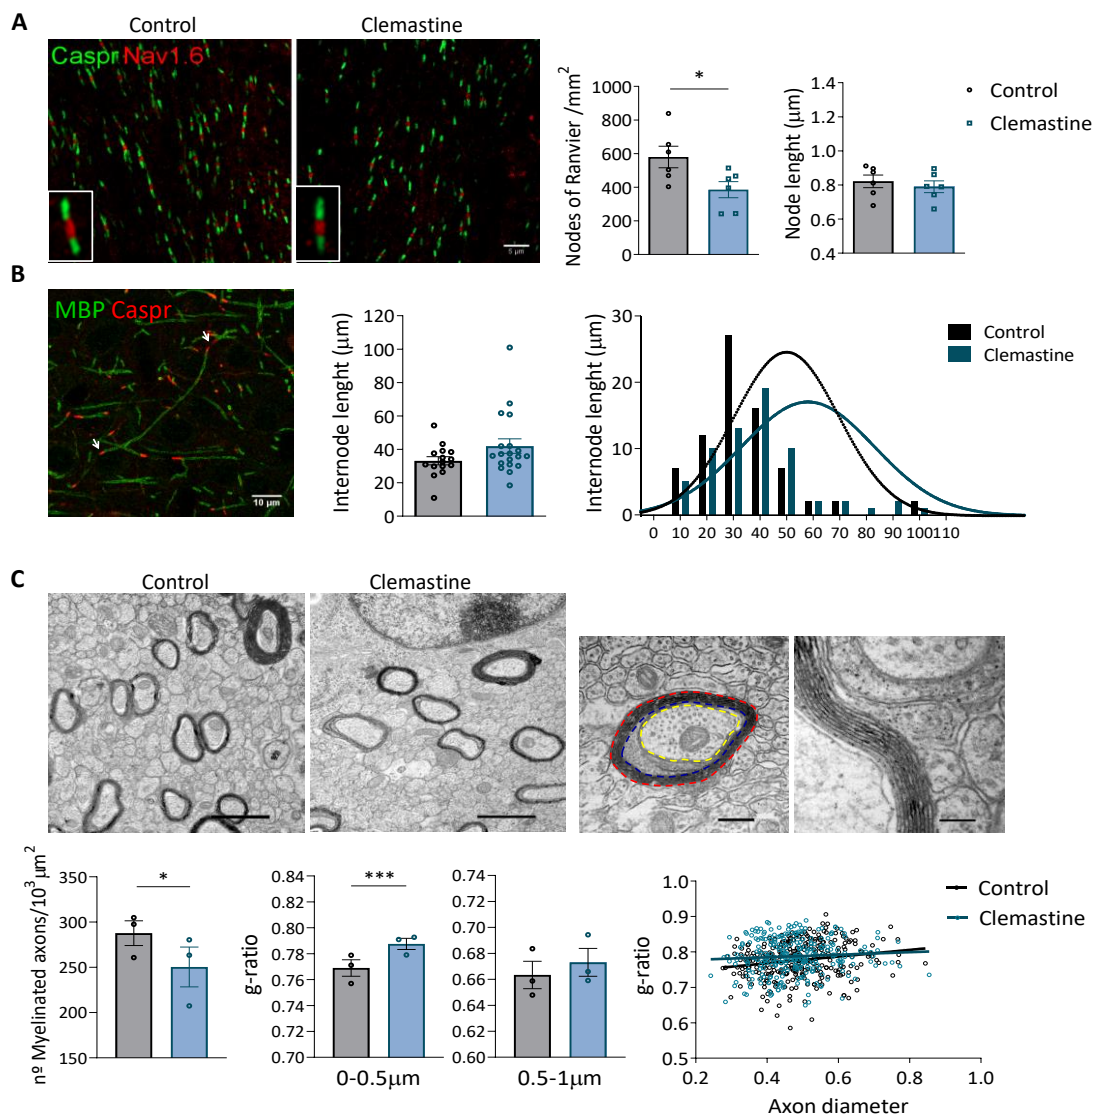 A
Control
Clemastine
Caspr Nav1.6
5 µm
Nodes of Ranvier /mm2
1000
800
600
400
200
0
*
Node lenght (µm)
1.4
1.2
1.0
0.8
0.6
0.4
Control
Clemastine
B
MBP Caspr
10 µm
Internode lenght (µm)
120
100
80
60
40
20
0
Internode lenght (µm)
30
20
10
0
0 10 20 30 40 50 60 70 80 90 100 110
Control
Clemastine
C
Control
Clemastine
nº Myelinated axons/10³ µm²
350
300
250
200
150
*
g-ratio
0.84
0.82
0.80
0.78
0.76
0.74
0.72
0.70
***
0-0.5µm
0.74
0.72
0.70
0.68
0.66
0.64
0.62
0.60
0.5-1µm
g-ratio
1.0
0.9
0.8
0.7
0.6
0.5
0.2 0.4 0.6 0.8 1.0
Axon diameter
Control
Clemastine